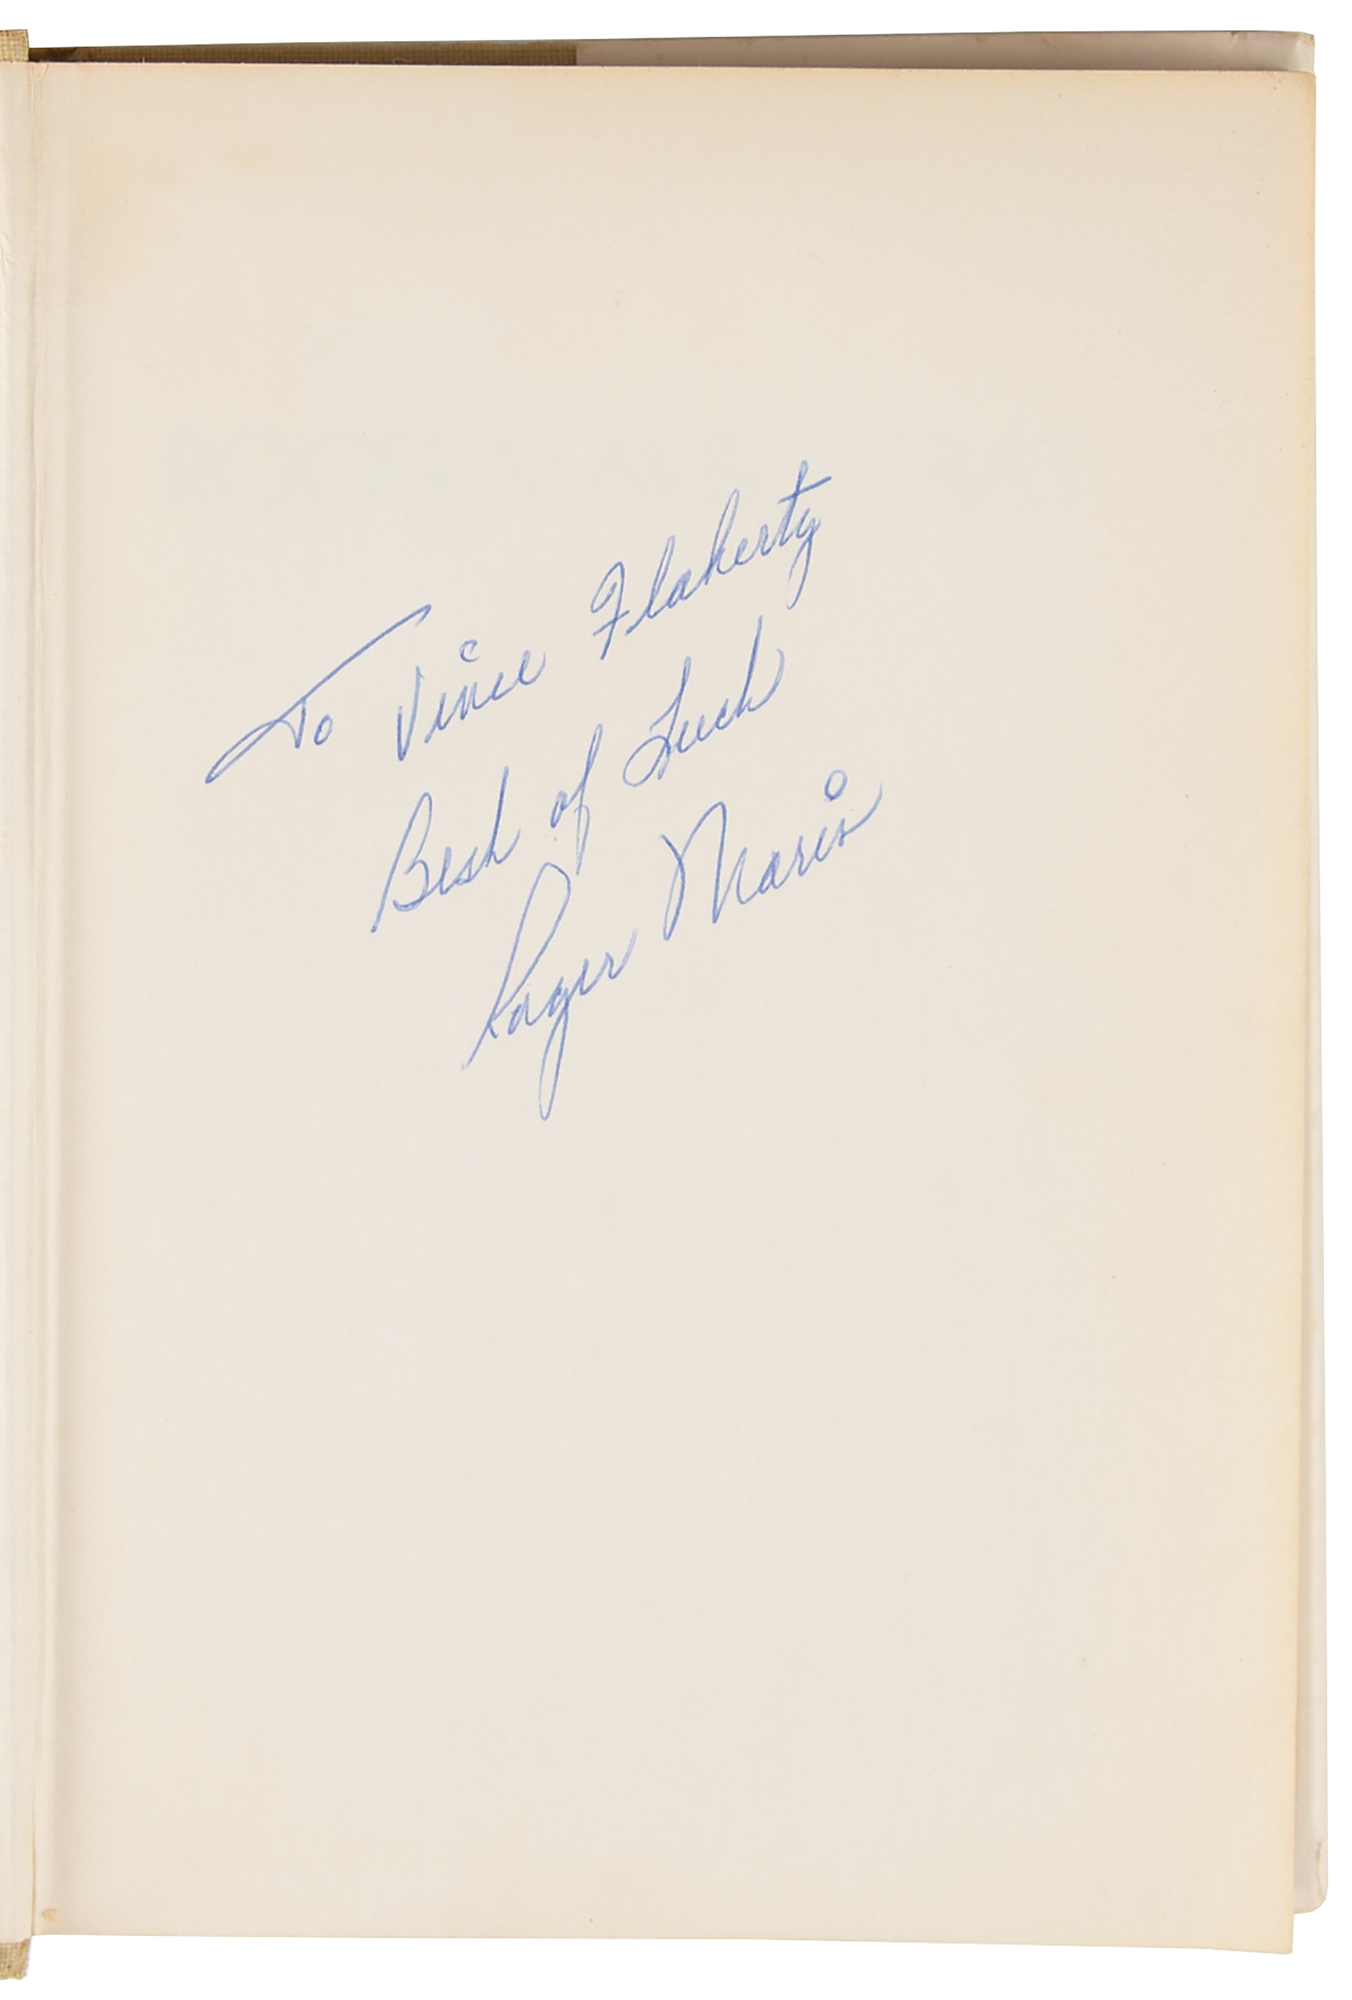 To Vince Flaherty
Best of Luck
Roger Maris